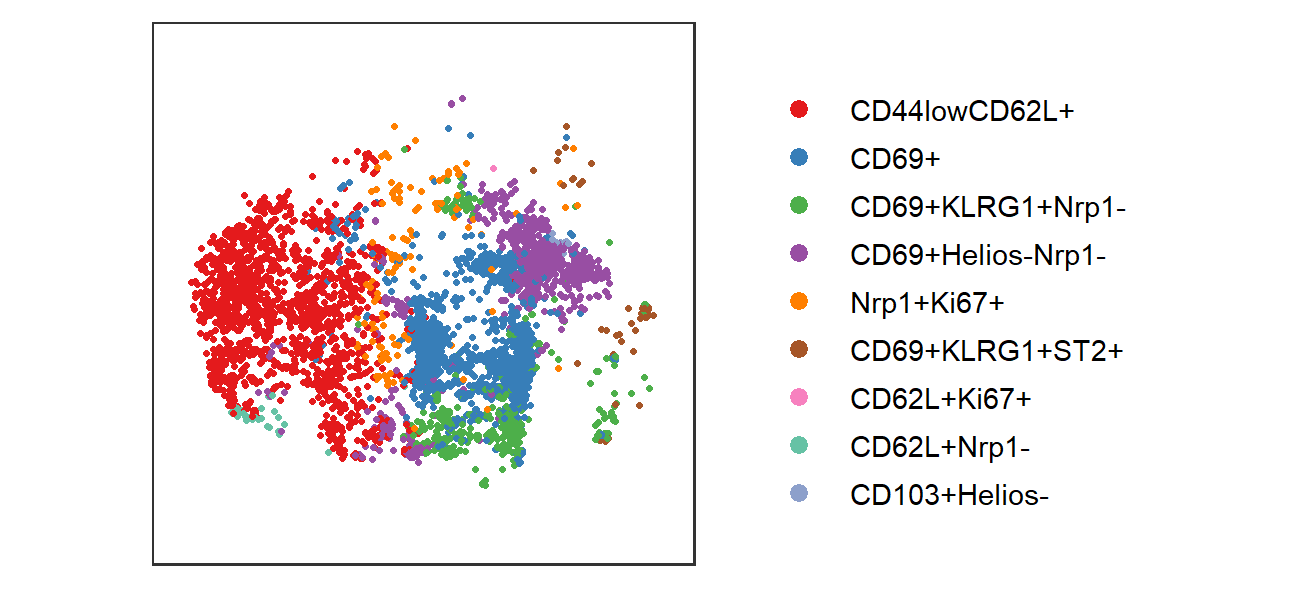 CD44lowCD62L+
CD69+
CD69+KLRG1+Nrp1-
CD69+Helios-Nrp1-
Nrp1+Ki67+
CD69+KLRG1+ST2+
CD62L+Ki67+
CD62L+Nrp1-
CD103+Helios-